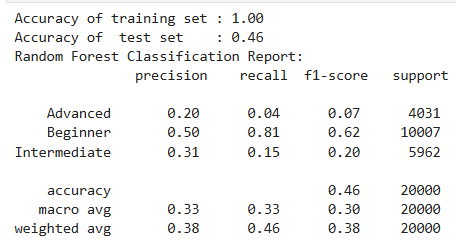 Accuracy of training set : 1.00
Accuracy of  test set    : 0.46
Random Forest Classification Report:
              precision    recall  f1-score   support

    Advanced       0.20      0.04      0.07      4031
    Beginner       0.50      0.81      0.62     10007
Intermediate       0.31      0.15      0.20      5962

    accuracy                           0.46     20000
   macro avg       0.33      0.33      0.30     20000
weighted avg       0.38      0.46      0.38     20000